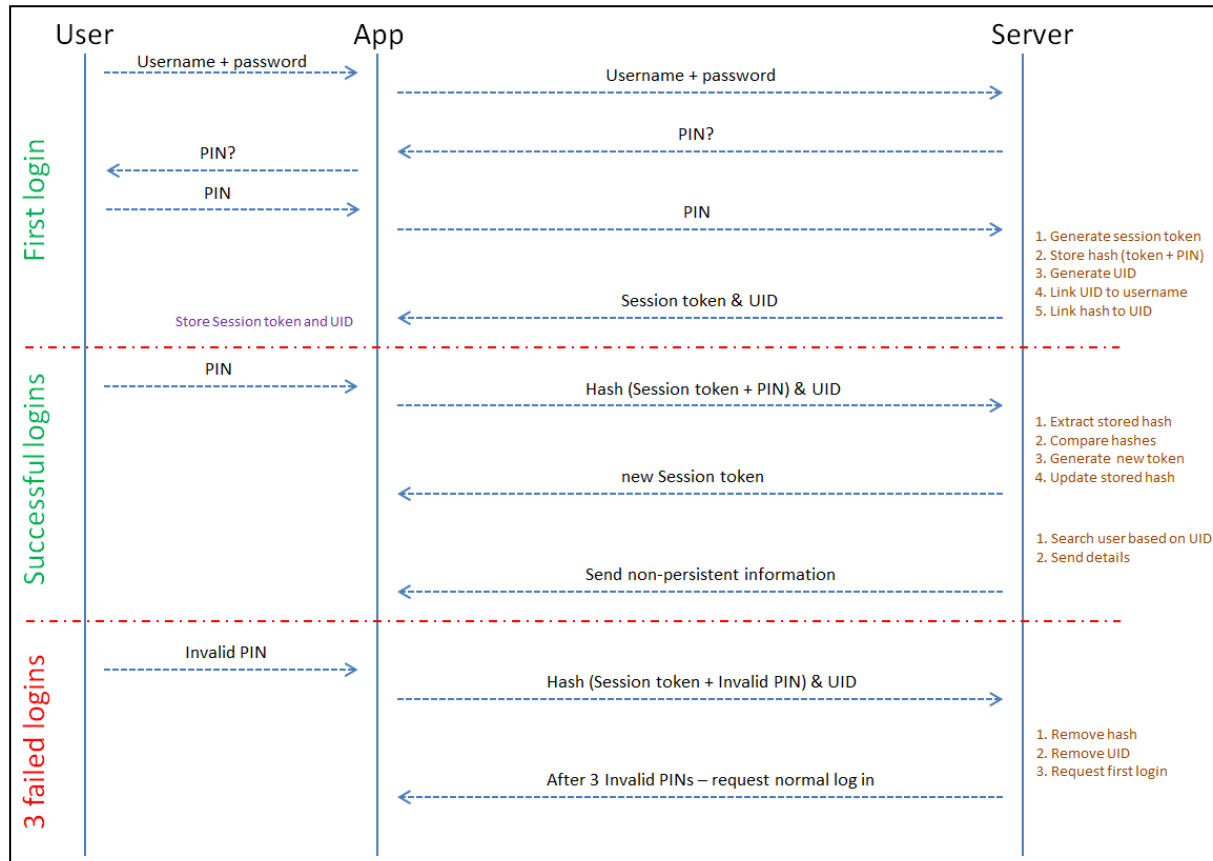 User
App
Server
First login
Username + password
Username + password
PIN?
PIN?
PIN
PIN
1. Generate session token
2. Store hash (token + PIN)
3. Generate UID
4. Link UID to username
5. Link hash to UID
Session token & UID
Store Session token and UID
Successful logins
PIN
Hash (Session token + PIN) & UID
1. Extract stored hash
2. Compare hashes
3. Generate new token
4. Update stored hash
new Session token
1. Search user based on UID
2. Send details
Send non-persistent information
3 failed logins
Invalid PIN
Hash (Session token + Invalid PIN) & UID
1. Remove hash
2. Remove UID
3. Request first login
After 3 Invalid PINs – request normal log in